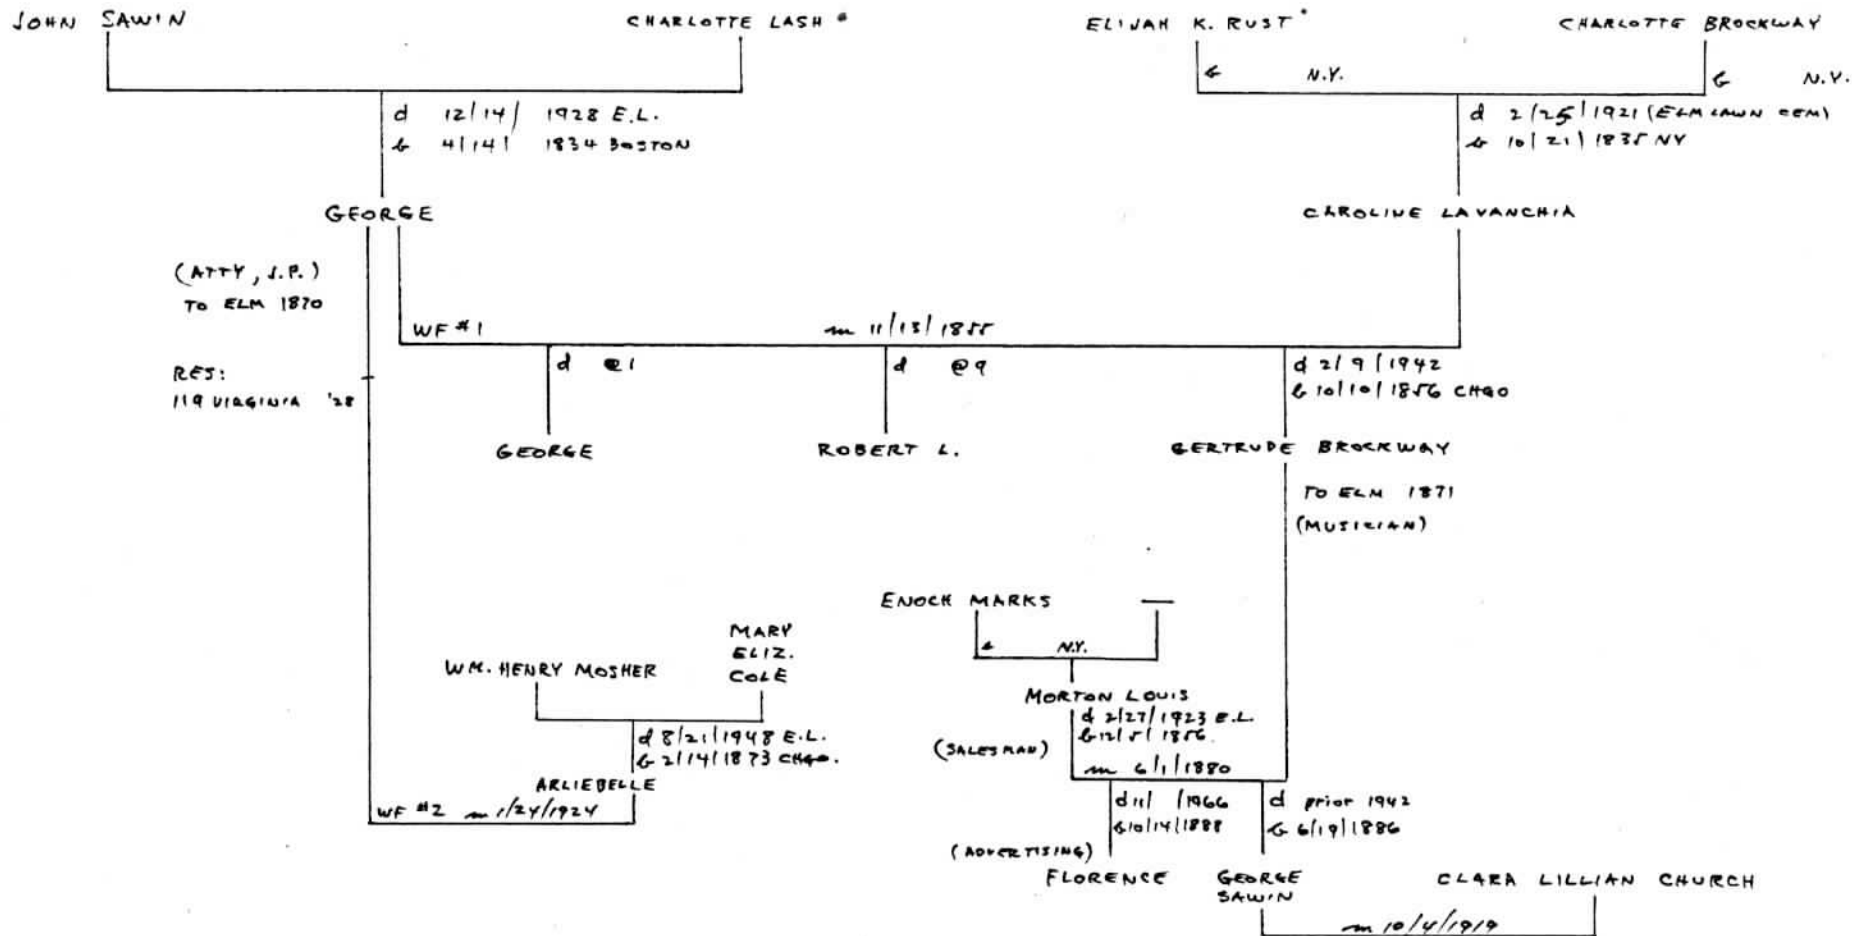 JOHN SAWIN CHARLOTTE LASH ELIJAH K. RUST CHARLOTTE BROCKWAY
b N.Y. b N.Y.
d 12/14/ 1928 E.L. d 2/25/1921 (ELM LAWN CEM)
b 4/14/ 1834 BOSTON b 10/21/1835 NY
GEORGE CAROLINE LAVANCHIA
(ATTY, J.P.)
TO ELM 1870
WF #1 m 11/13/1855
RES: d @1 d @9 d 2/9/1942
119 VIRGINIA '28 b 10/10/1856 CHGO
GEORGE ROBERT L. GERTRUDE BROCKWAY
TO ELM 1871
(MUSICIAN)
ENOCH MARKS —
MARY
ELIZ.
COLE
b N.Y.
WM. HENRY MOSHER
MORTON LOUIS
d 2/27/1923 E.L.
b 12/5/1856
d 8/21/1948 E.L. (SALESMAN)
b 2/14/1873 CHGO. m 6/1/1880
ARLIEBELLE
WF #2 m 1/24/1924 d 11/ /1966 d prior 1942
b 10/14/1888 b 6/19/1886
(ADVERTISING)
FLORENCE GEORGE CLARA LILLIAN CHURCH
SAWIN
m 10/4/1919